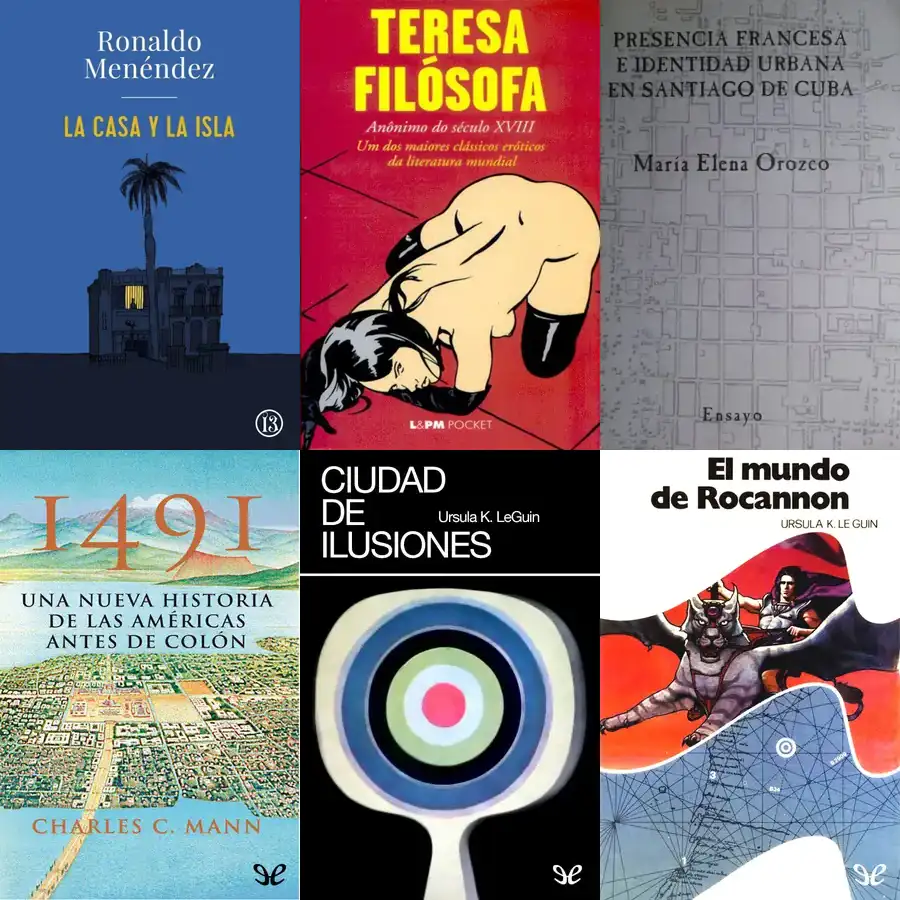 Ronaldo
Menéndez
LA CASA Y LA ISLA
13
TERESA
FILÓSOFA
Anônimo do século XVIII
Um dos maiores clássicos eróticos
da literatura mundial
L&PM POCKET
PRESENCIA FRANCESA
E IDENTIDAD URBANA
EN SANTIAGO DE CUBA
María Elena Orozco
Ensayo
1491
UNA NUEVA HISTORIA
DE LAS AMÉRICAS
ANTES DE COLÓN
CHARLES C. MANN
CIUDAD
DE
ILUSIONES
Ursula K. LeGuin
El mundo
de Rocannon
URSULA K. LE GUIN
3
1